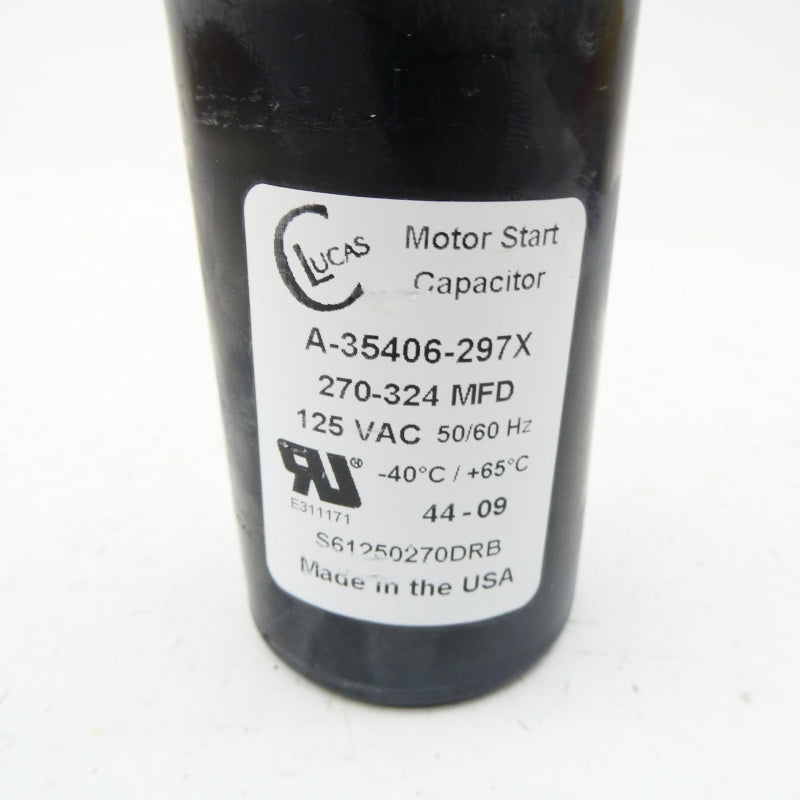 C LUCAS
Motor Start
Capacitor
A-35406-297X
270-324 MFD
125 VAC 50/60 Hz
-40°C / +65°C
RU®
E311171
44-09
S61250270DRB
Made in the USA